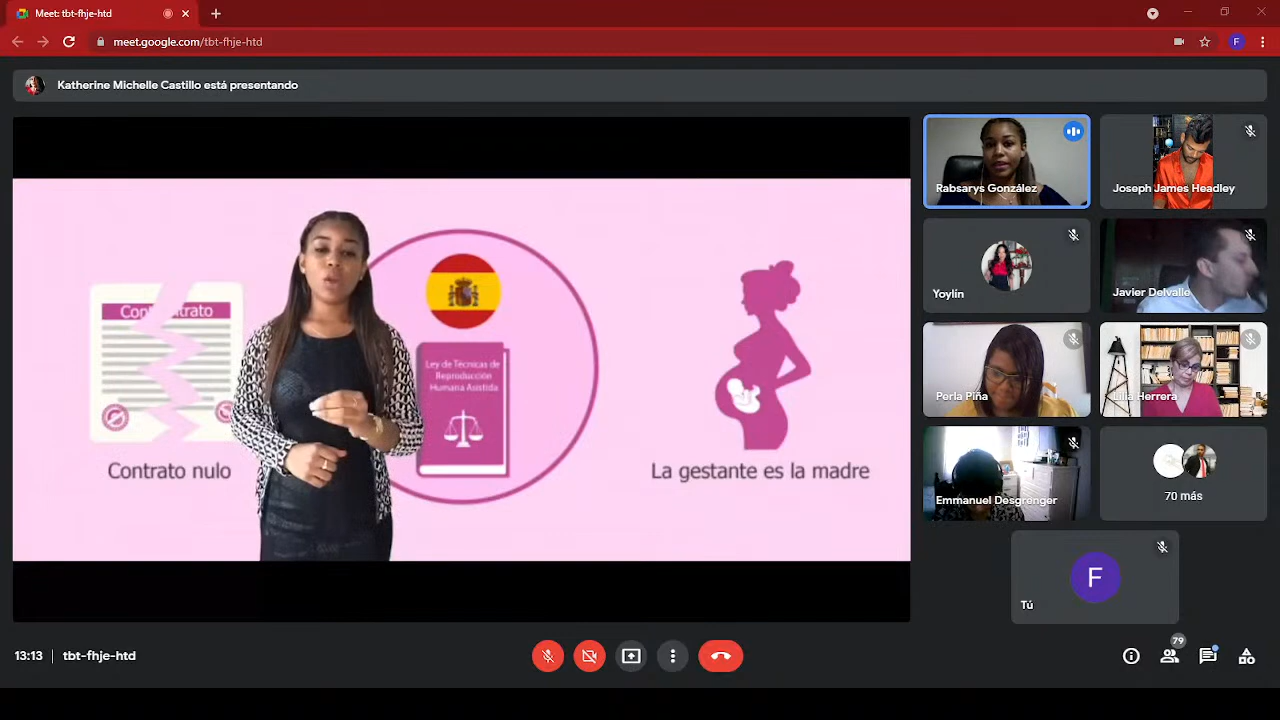 Meet: tbt-fhje-htd
meet.google.com/tbt-fhje-htd
F
Katherine Michelle Castillo está presentando
Contrato nulo
Ley de Técnicas de
Reproducción
Humana Asistida
La gestante es la madre
Rabsarys González
Joseph James Headley
Yoylín
Javier Delvalle
Perla Piña
Lilia Herrera
Emmanuel Desgrenger
70 más
F
Tú
13:13
tbt-fhje-htd
79